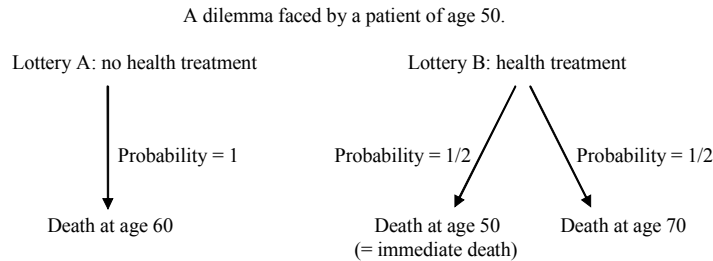 A dilemma faced by a patient of age 50.
Lottery A: no health treatment
Lottery B: health treatment
Probability = 1
Probability = 1/2
Probability = 1/2
Death at age 60
Death at age 50
(= immediate death)
Death at age 70